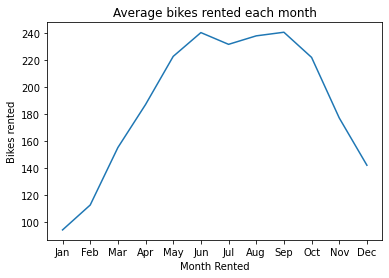 Average bikes rented each month
240
220
200
180
160
140
120
100
Bikes rented
Jan Feb Mar Apr May Jun Jul Aug Sep Oct Nov Dec
Month Rented